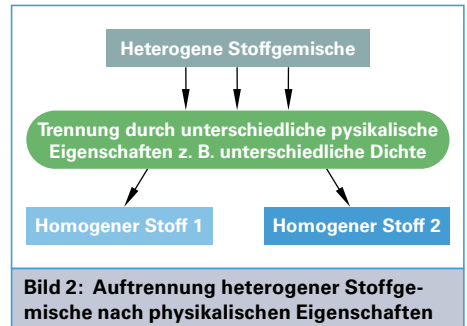 Heterogene Stoffgemische
Trennung durch unterschiedliche pysikalische
Eigenschaften z. B. unterschiedliche Dichte
Homogener Stoff 1
Homogener Stoff 2
Bild 2: Auftrennung heterogener Stoffge-
mische nach physikalischen Eigenschaften